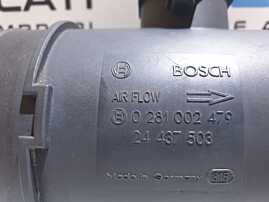 BOSCH
AIR FLOW
0 281 002 479
24 437 503
Made in Germany